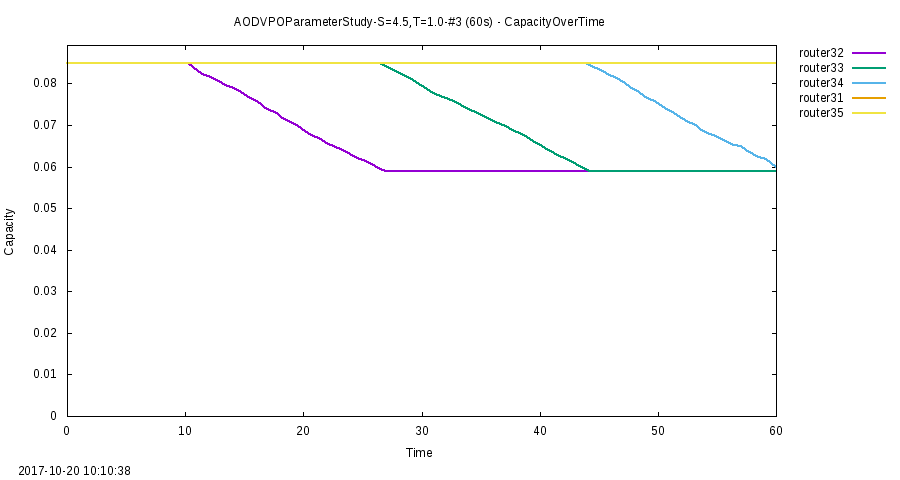 AODVPOParameterStudy-S=4.5,T=1.0-#3 (60s) - CapacityOverTime
router32
router33
router34
router31
router35
0.08
0.07
0.06
0.05
0.04
0.03
0.02
0.01
0
Capacity
0 10 20 30 40 50 60
Time
2017-10-20 10:10:38